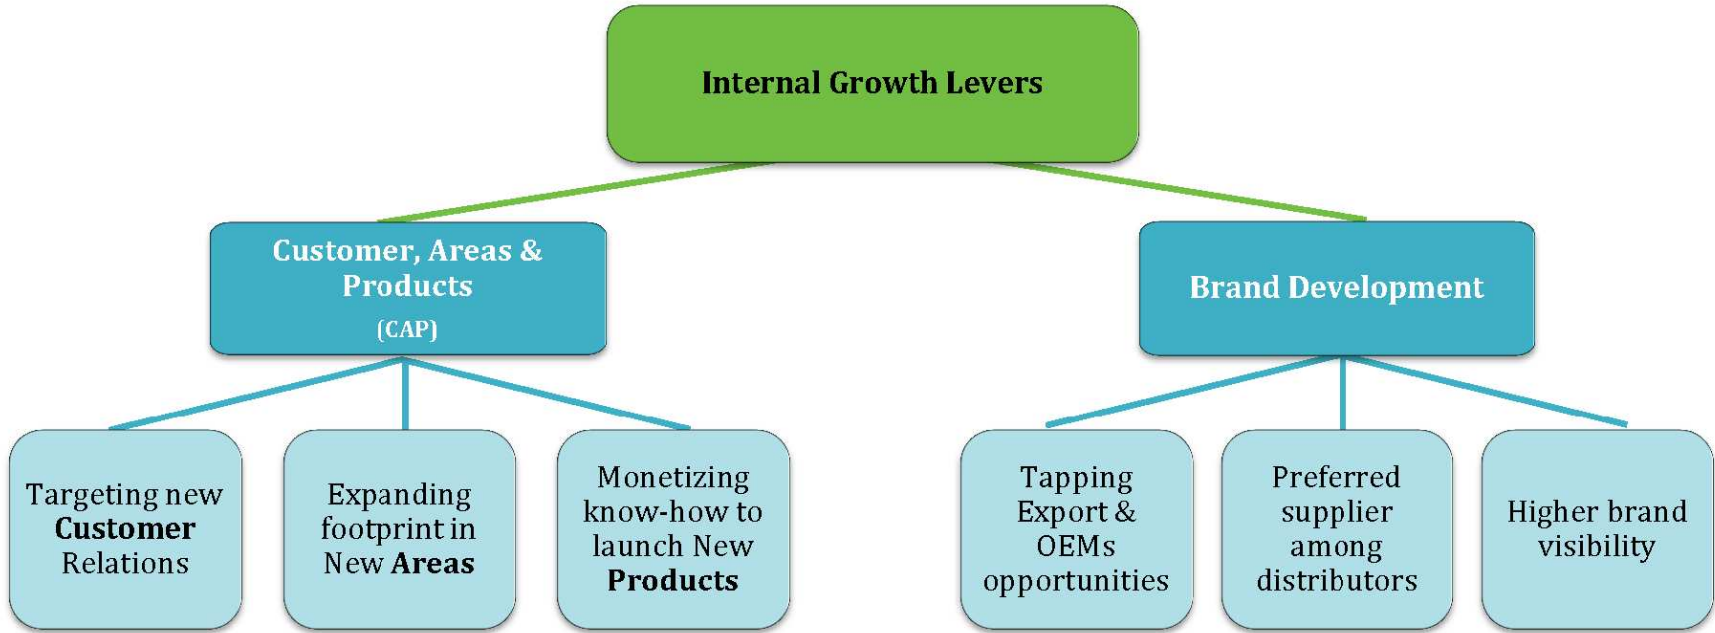 Internal Growth Levers
Customer, Areas &
Products
(CAP)
Brand Development
Targeting new
Customer
Relations
Expanding
footprint in
New Areas
Monetizing
know-how to
launch New
Products
Tapping
Export &
OEMs
opportunities
Preferred
supplier
among
distributors
Higher brand
visibility